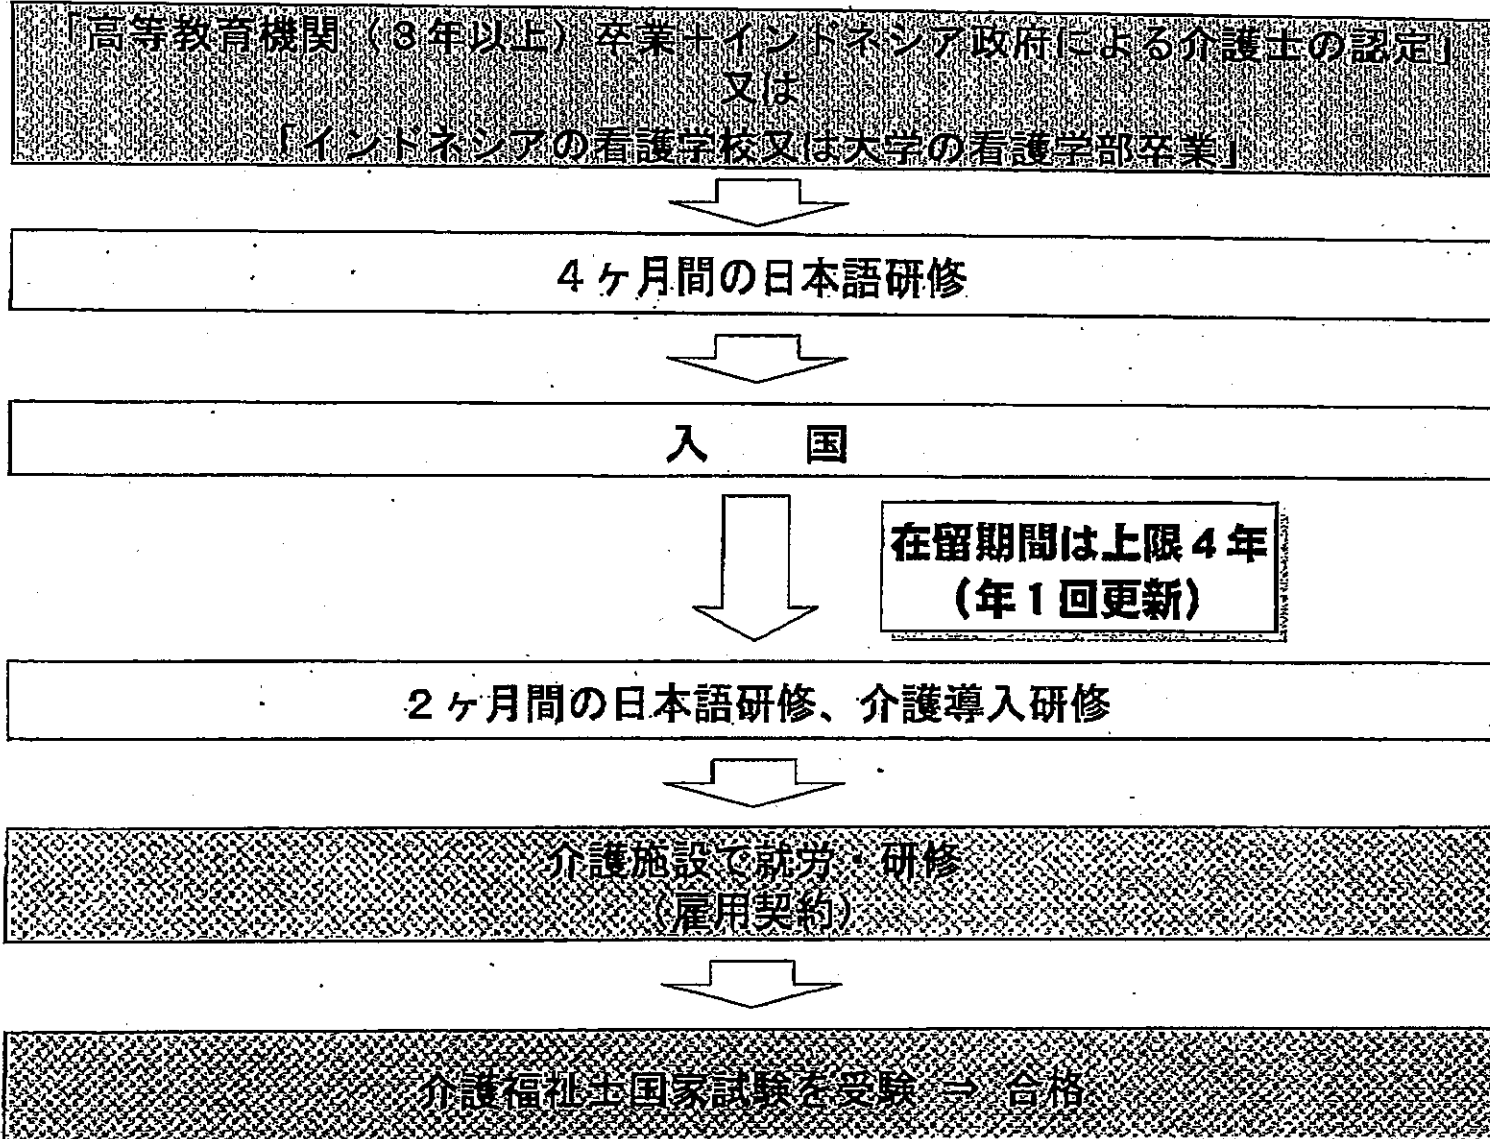 「高等教育機関（３年以上）卒業＋インドネシア政府による介護士の認定」
又は
「インドネシアの看護学校又は大学の看護学部卒業」
４ヶ月間の日本語研修
入　　国
在留期間は上限４年
（年１回更新）
２ヶ月間の日本語研修、介護導入研修
介護施設で就労・研修
（雇用契約）
介護福祉士国家試験を受験 ⇒ 合格